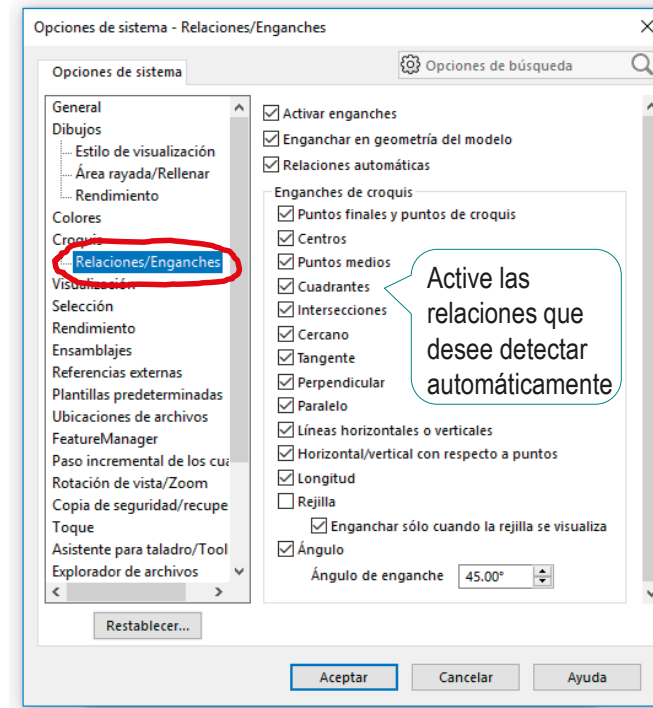 Opciones de sistema - Relaciones/Enganches
Opciones de sistema
Opciones de búsqueda
General
Dibujos
Estilo de visualización
Área rayada/Rellenar
Rendimiento
Colores
Croquis
Relaciones/Enganches
Visualización
Selección
Rendimiento
Ensamblajes
Referencias externas
Plantillas predeterminadas
Ubicaciones de archivos
FeatureManager
Paso incremental de los cua
Rotación de vista/Zoom
Copia de seguridad/recupe
Toque
Asistente para taladro/Tool
Explorador de archivos
Restablecer...
Activar enganches
Enganchar en geometría del modelo
Relaciones automáticas
Enganches de croquis
Puntos finales y puntos de croquis
Centros
Puntos medios
Cuadrantes
Intersecciones
Cercano
Tangente
Perpendicular
Paralelo
Líneas horizontales o verticales
Horizontal/vertical con respecto a puntos
Longitud
Rejilla
Enganchar sólo cuando la rejilla se visualiza
Ángulo
Ángulo de enganche 45.00°
Active las
relaciones que
desee detectar
automáticamente
Aceptar Cancelar Ayuda